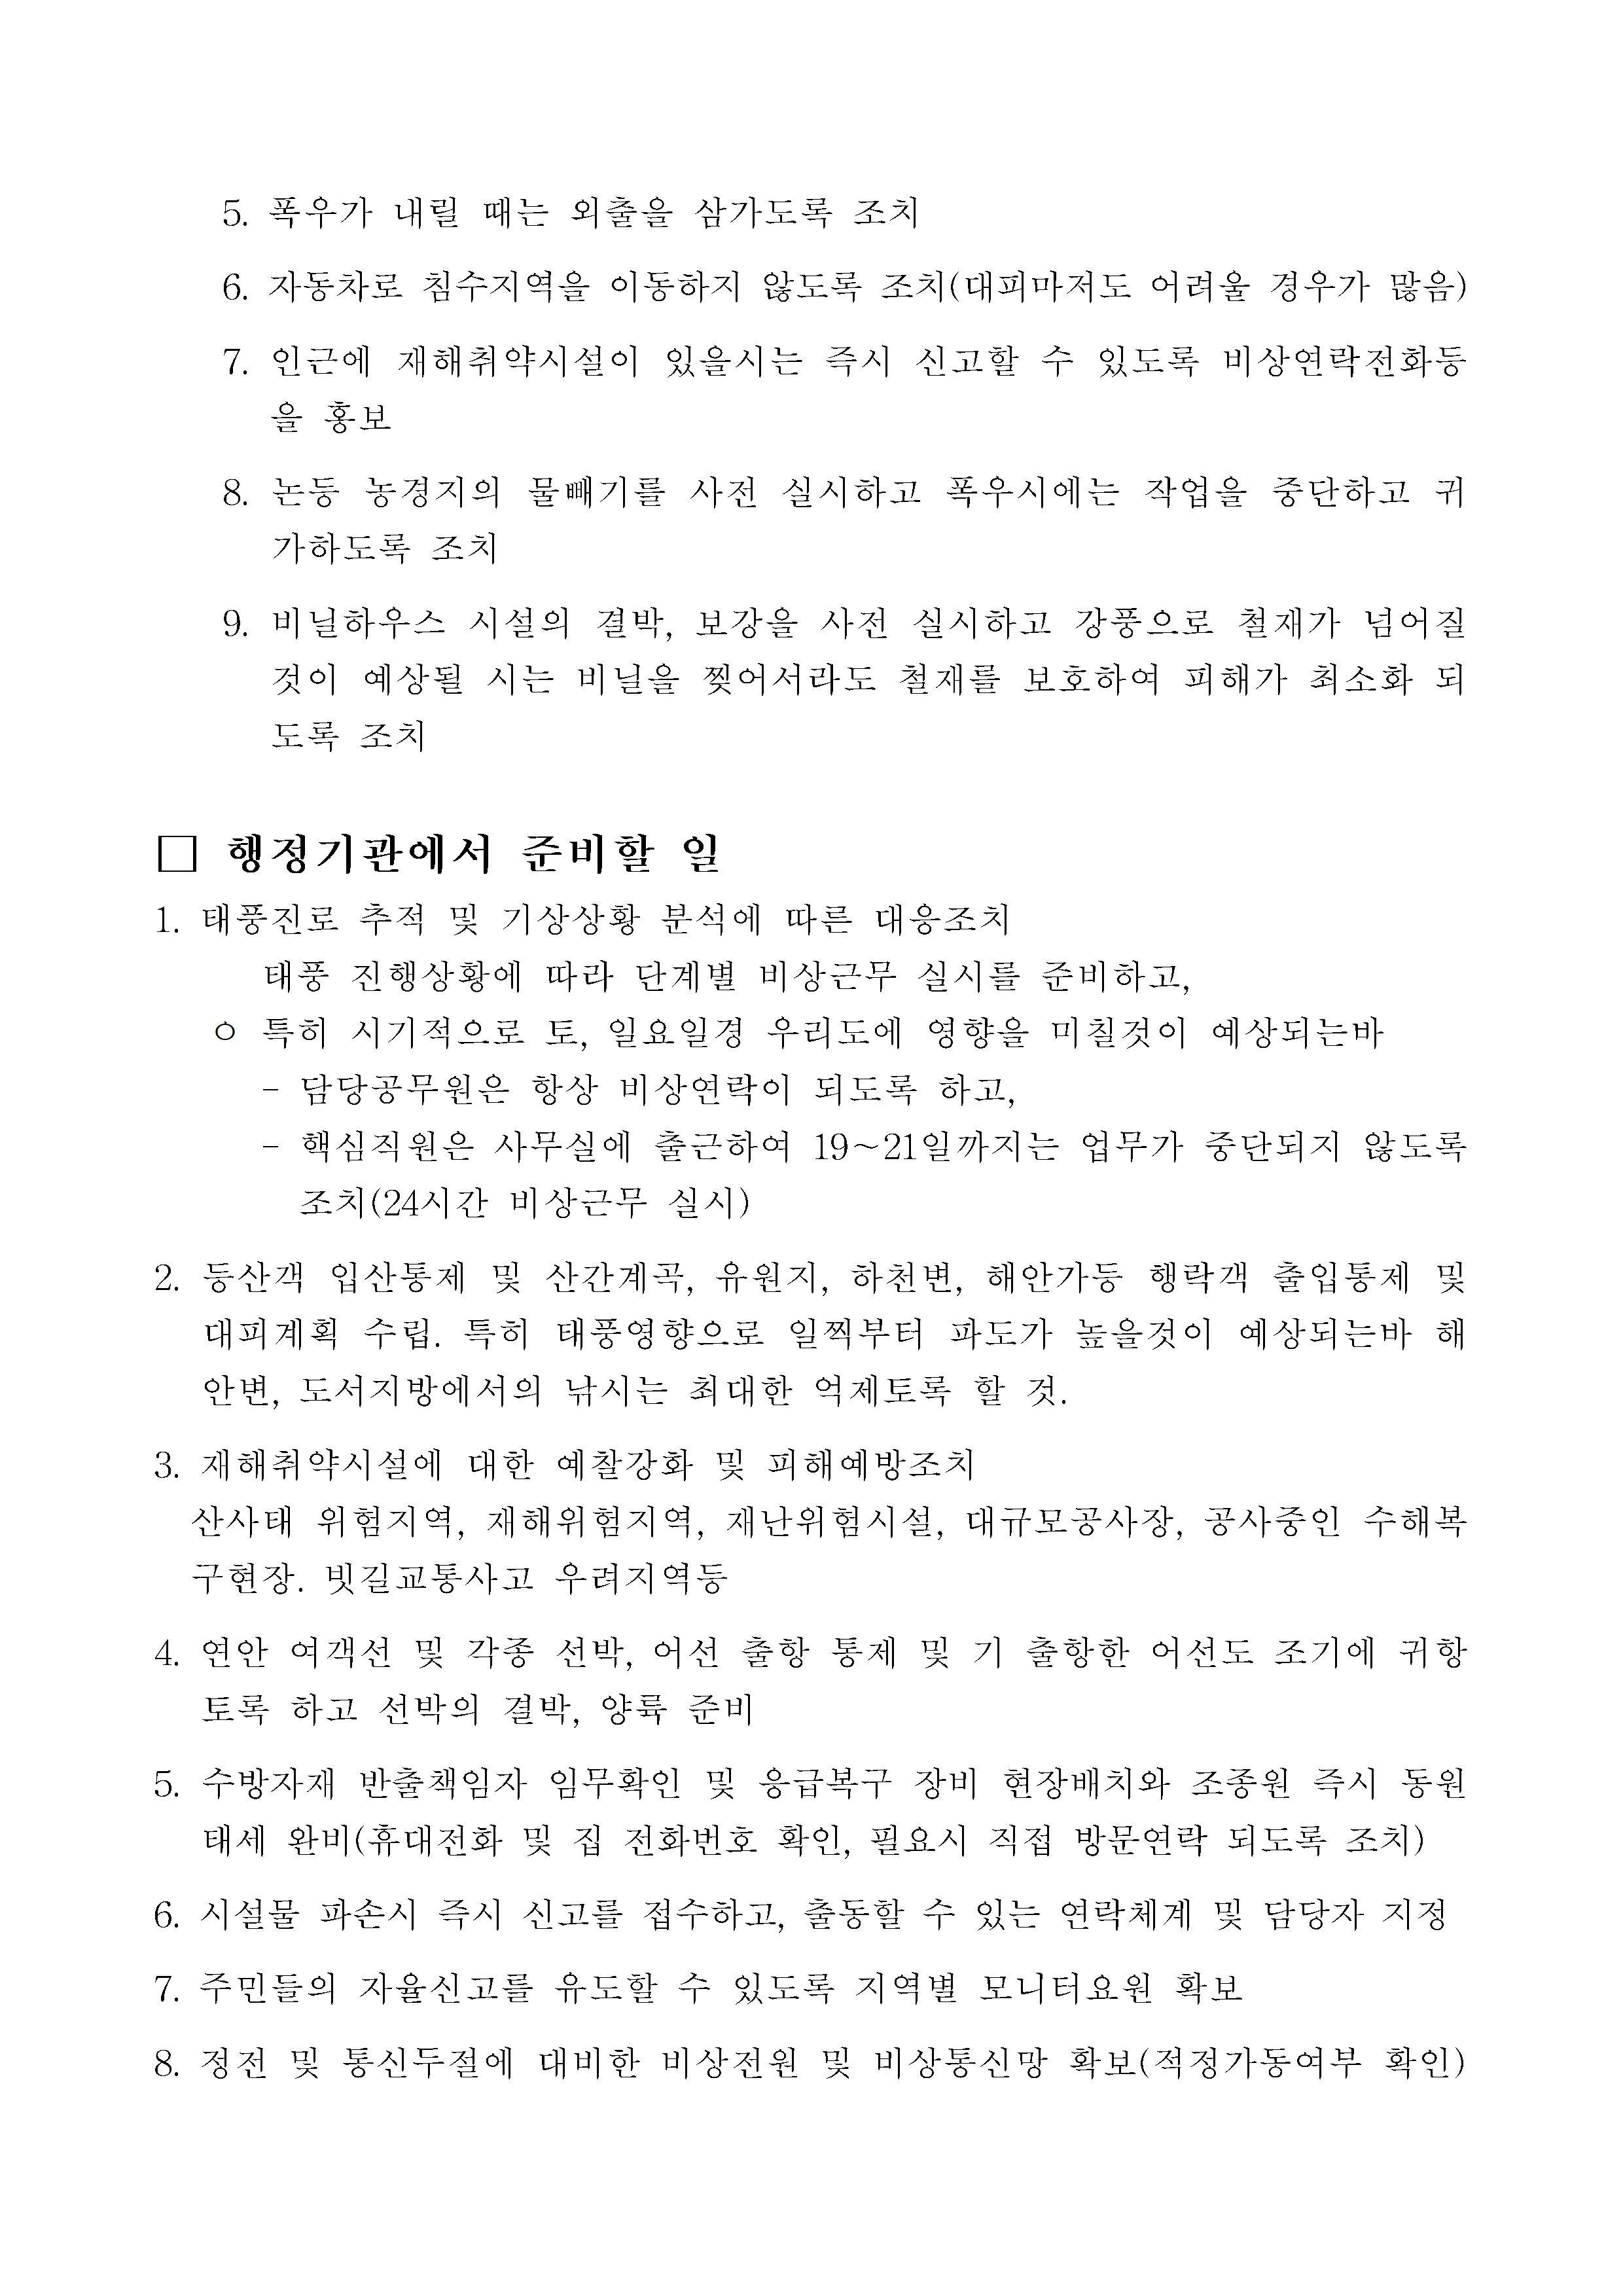 5. 폭우가 내릴 때는 외출을 삼가도록 조치
6. 자동차로 침수지역을 이동하지 않도록 조치(대피마저도 어려울 경우가 많음)
7. 인근에 재해취약시설이 있을시는 즉시 신고할 수 있도록 비상연락전화등
을 홍보
8. 논등 농경지의 물빼기를 사전 실시하고 폭우시에는 작업을 중단하고 귀
가하도록 조치
9. 비닐하우스 시설의 결박, 보강을 사전 실시하고 강풍으로 철재가 넘어질
것이 예상될 시는 비닐을 찢어서라도 철재를 보호하여 피해가 최소화 되
도록 조치
□ 행정기관에서 준비할 일
1. 태풍진로 추적 및 기상상황 분석에 따른 대응조치
태풍 진행상황에 따라 단계별 비상근무 실시를 준비하고,
ㅇ 특히 시기적으로 토, 일요일경 우리도에 영향을 미칠것이 예상되는바
- 담당공무원은 항상 비상연락이 되도록 하고,
- 핵심직원은 사무실에 출근하여 19~21일까지는 업무가 중단되지 않도록
조치(24시간 비상근무 실시)
2. 등산객 입산통제 및 산간계곡, 유원지, 하천변, 해안가등 행락객 출입통제 및
대피계획 수립. 특히 태풍영향으로 일찍부터 파도가 높을것이 예상되는바 해
안변, 도서지방에서의 낚시는 최대한 억제토록 할 것.
3. 재해취약시설에 대한 예찰강화 및 피해예방조치
산사태 위험지역, 재해위험지역, 재난위험시설, 대규모공사장, 공사중인 수해복
구현장. 빗길교통사고 우려지역등
4. 연안 여객선 및 각종 선박, 어선 출항 통제 및 기 출항한 어선도 조기에 귀항
토록 하고 선박의 결박, 양륙 준비
5. 수방자재 반출책임자 임무확인 및 응급복구 장비 현장배치와 조종원 즉시 동원
태세 완비(휴대전화 및 집 전화번호 확인, 필요시 직접 방문연락 되도록 조치)
6. 시설물 파손시 즉시 신고를 접수하고, 출동할 수 있는 연락체계 및 담당자 지정
7. 주민들의 자율신고를 유도할 수 있도록 지역별 모니터요원 확보
8. 정전 및 통신두절에 대비한 비상전원 및 비상통신망 확보(적정가동여부 확인)